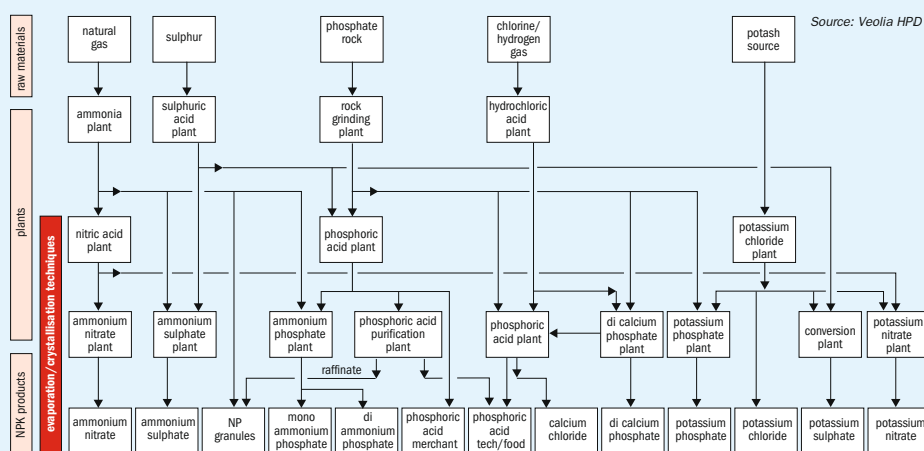 natural
gas
sulphur
phosphate
rock
chlorine/
hydrogen
gas
potash
source
Source: Veolia HPD
raw materials
ammonia
plant
sulphuric
acid
plant
rock
grinding
plant
hydrochloric
acid
plant
plants
evaporation/crystallisation techniques
nitric acid
plant
phosphoric
acid plant
potassium
chloride
plant
ammonium
nitrate
plant
ammonium
sulphate
plant
ammonium
phosphate
plant
phosphoric acid
purification
plant
phosphoric
acid plant
di calcium
phosphate
plant
potassium
phosphate
plant
conversion
plant
potassium
nitrate
plant
raffinate
NPK products
ammonium
nitrate
ammonium
sulphate
NP
granules
mono
ammonium
phosphate
di
ammonium
phosphate
phosphoric
acid
merchant
phosphoric
acid
tech/food
calcium
chloride
di calcium
phosphate
potassium
phosphate
potassium
chloride
potassium
sulphate
potassium
nitrate